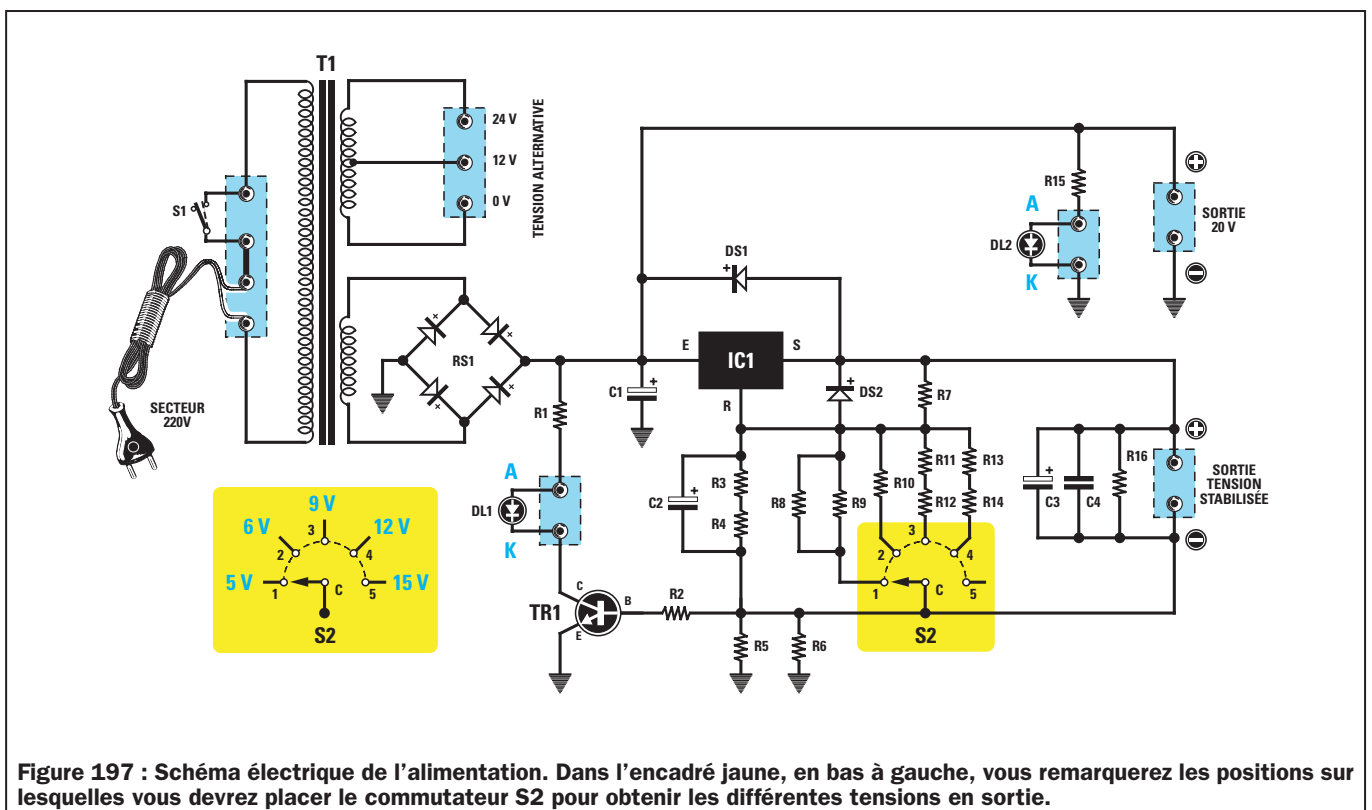 T1
24 V
12 V
0 V
TENSION ALTERNATIVE
S1
SECTEUR
220V
RS1
R1
A
DL1
K
C1
E
IC1
S
R
DS1
DS2
R7
R15
A
DL2
K
SORTIE
20 V
C2
R3
R4
R8
R9
R10
R11
R12
R13
R14
C3
C4
R16
SORTIE
TENSION
STABILISÉE
+
+
+
+
+
+
C
B
E
TR1
R2
R5
R6
1
2
3
4
5
C
S2
5 V
6 V
9 V
12 V
15 V
1
2
3
4
5
C
S2
Figure 197 : Schéma électrique de l'alimentation. Dans l'encadré jaune, en bas à gauche, vous remarquerez les positions sur
lesquelles vous devrez placer le commutateur S2 pour obtenir les différentes tensions en sortie.